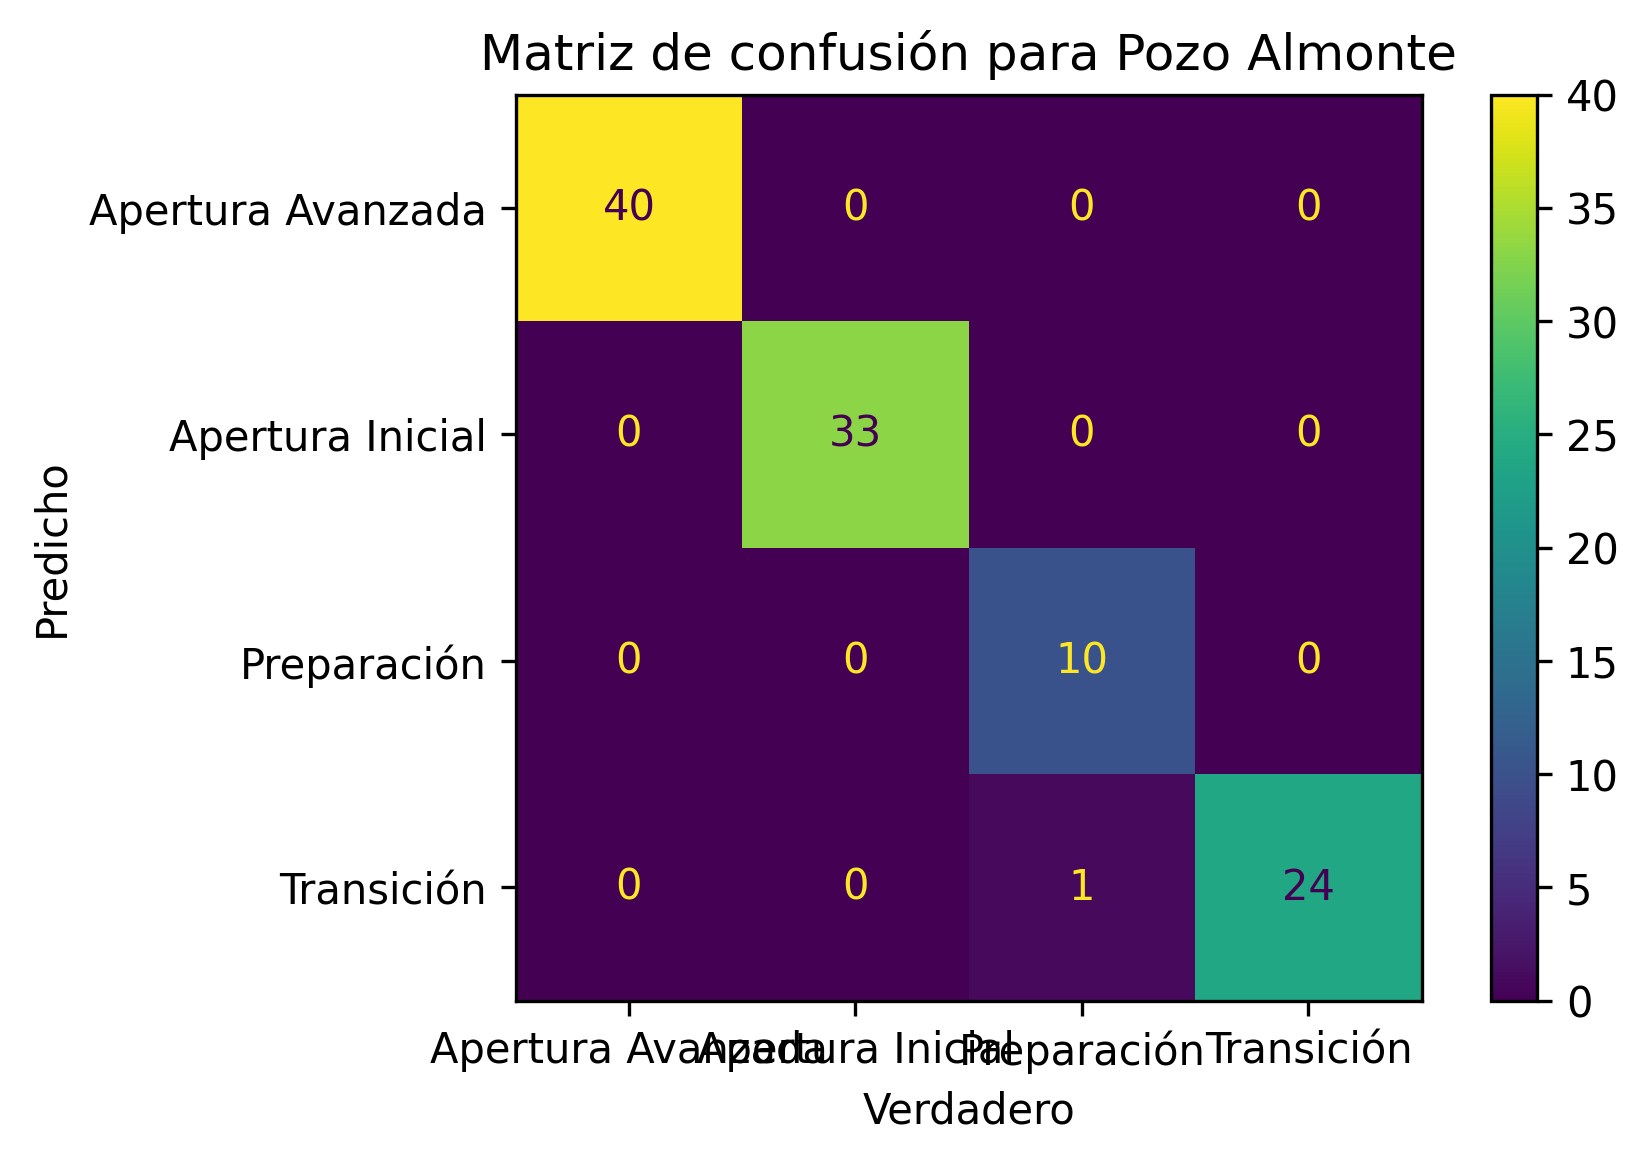 Matriz de confusión para Pozo Almonte
Apertura Avanzada
40 0 0 0
Apertura Inicial
0 33 0 0
Preparación
0 0 10 0
Transición
0 0 1 24
Predicho
Apertura Avanzada Apertura Inicial Preparación Transición
Verdadero
40
35
30
25
20
15
10
5
0